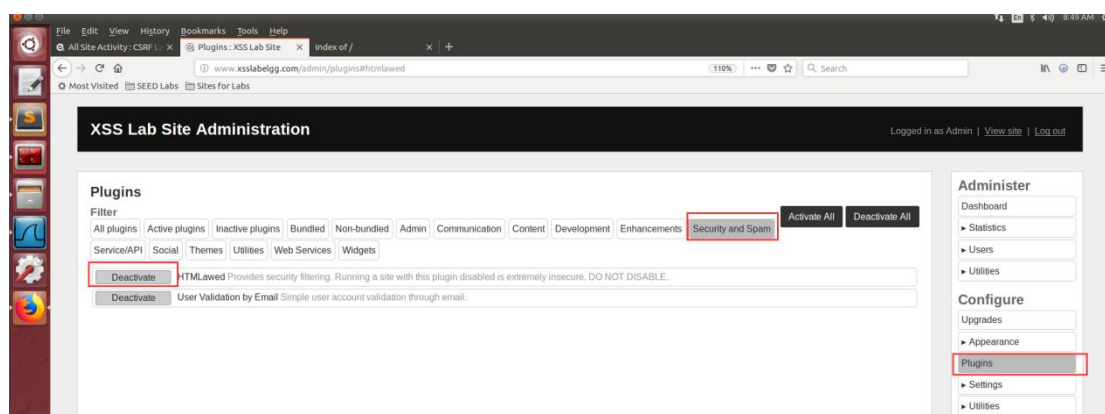 En 8:49 AM
File Edit View History Bookmarks Tools Help
All Site Activity: CSRF L Plugins : XSS Lab Site Index of /
www.xsslabelgg.com/admin/plugins#htmlawed 110% Search
Most Visited SEED Labs Sites for Labs
XSS Lab Site Administration
Logged in as Admin | View site | Log out
Plugins
Filter
Activate All Deactivate All
All plugins Active plugins Inactive plugins Bundled Non-bundled Admin Communication Content Development Enhancements Security and Spam
Service/API Social Themes Utilities Web Services Widgets
Deactivate HTMLawed Provides security filtering. Running a site with this plugin disabled is extremely insecure. DO NOT DISABLE.
Deactivate User Validation by Email Simple user account validation through email.
Administer
Dashboard
▸ Statistics
▸ Users
▸ Utilities
Configure
Upgrades
▸ Appearance
Plugins
▸ Settings
▸ Utilities